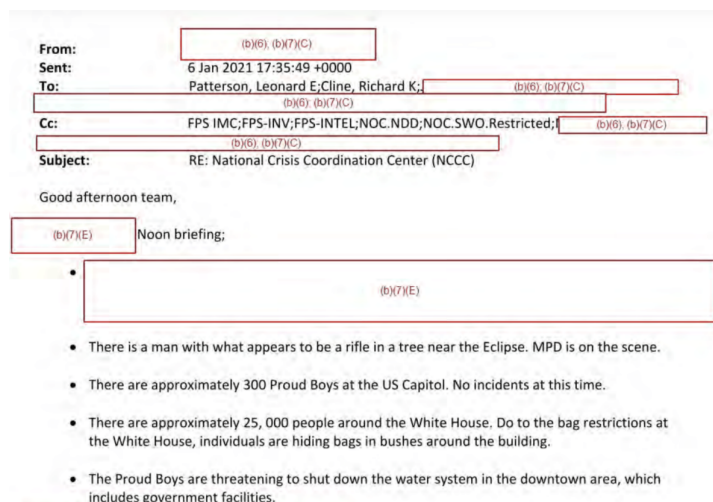 (b)(6); (b)(7)(C)
From:
Sent: 6 Jan 2021 17:35:49 +0000
To: Patterson, Leonard E;Cline, Richard K; (b)(6); (b)(7)(C)
(b)(6); (b)(7)(C)
Cc: FPS IMC;FPS-INV;FPS-INTEL;NOC.NDD;NOC.SWO.Restricted; (b)(6); (b)(7)(C)
(b)(6); (b)(7)(C)
Subject: RE: National Crisis Coordination Center (NCCC)
Good afternoon team,
(b)(7)(E) Noon briefing;
• (b)(7)(E)
• There is a man with what appears to be a rifle in a tree near the Eclipse. MPD is on the scene.
• There are approximately 300 Proud Boys at the US Capitol. No incidents at this time.
• There are approximately 25, 000 people around the White House. Do to the bag restrictions at
the White House, individuals are hiding bags in bushes around the building.
• The Proud Boys are threatening to shut down the water system in the downtown area, which
includes government facilities.